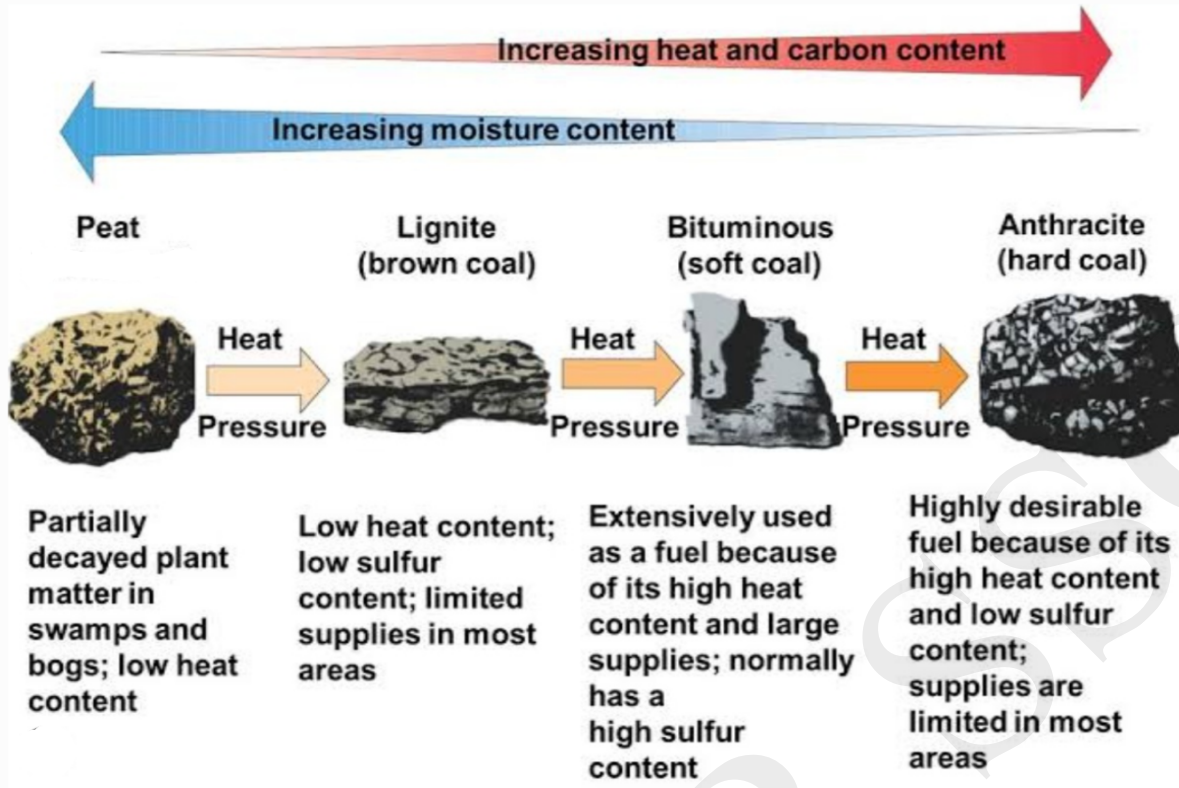 Increasing heat and carbon content
Increasing moisture content
Peat
Lignite
(brown coal)
Bituminous
(soft coal)
Anthracite
(hard coal)
Heat
Pressure
Heat
Pressure
Heat
Pressure
Partially
decayed plant
matter in
swamps and
bogs; low heat
content
Low heat content;
low sulfur
content; limited
supplies in most
areas
Extensively used
as a fuel because
of its high heat
content and large
supplies; normally
has a
high sulfur
content
Highly desirable
fuel because of its
high heat content
and low sulfur
content;
supplies are
limited in most
areas